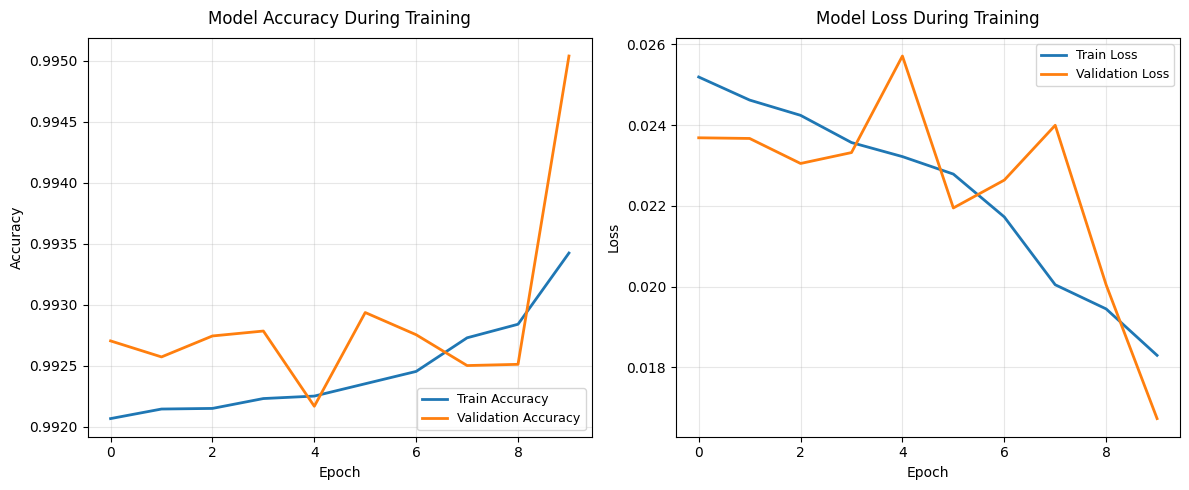 Model Accuracy During Training
0.9950
0.9945
0.9940
0.9935
0.9930
0.9925
0.9920
Accuracy
0 2 4 6 8
Epoch
Train Accuracy
Validation Accuracy
Model Loss During Training
0.026
0.024
0.022
0.020
0.018
Loss
0 2 4 6 8
Epoch
Train Loss
Validation Loss